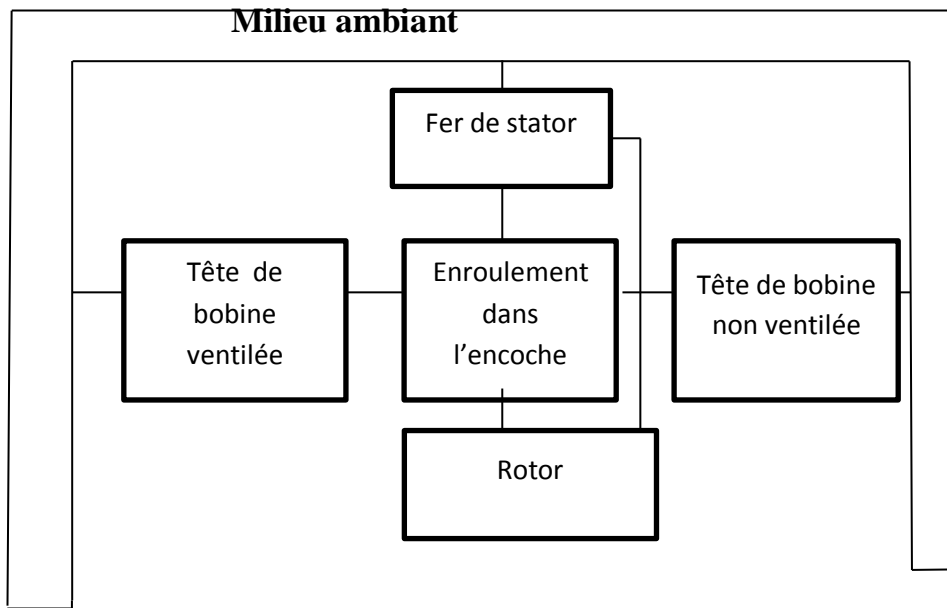 Milieu ambiant
Fer de stator
Tête de
bobine
ventilée
Enroulement
dans
l’encoche
Tête de bobine
non ventilée
Rotor